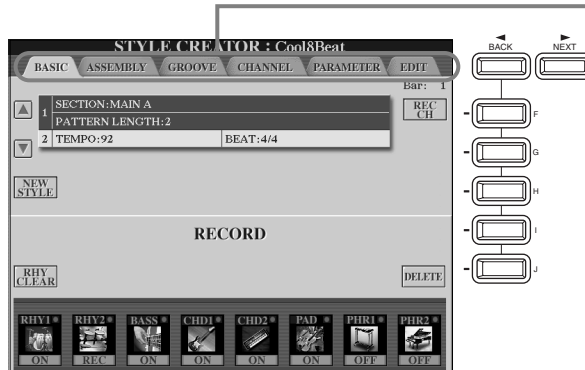 STYLE CREATOR : Cool8Beat
BASIC ASSEMBLY GROOVE CHANNEL PARAMETER EDIT
Bar: 1
1 SECTION:MAIN A
PATTERN LENGTH:2
REC CH
2 TEMPO:92 BEAT:4/4
NEW STYLE
RECORD
RHY CLEAR
DELETE
RHY1 RHY2 BASS CHD1 CHD2 PAD PHR1 PHR2
ON REC ON ON ON ON OFF OFF
BACK NEXT
F
G
H
I
J